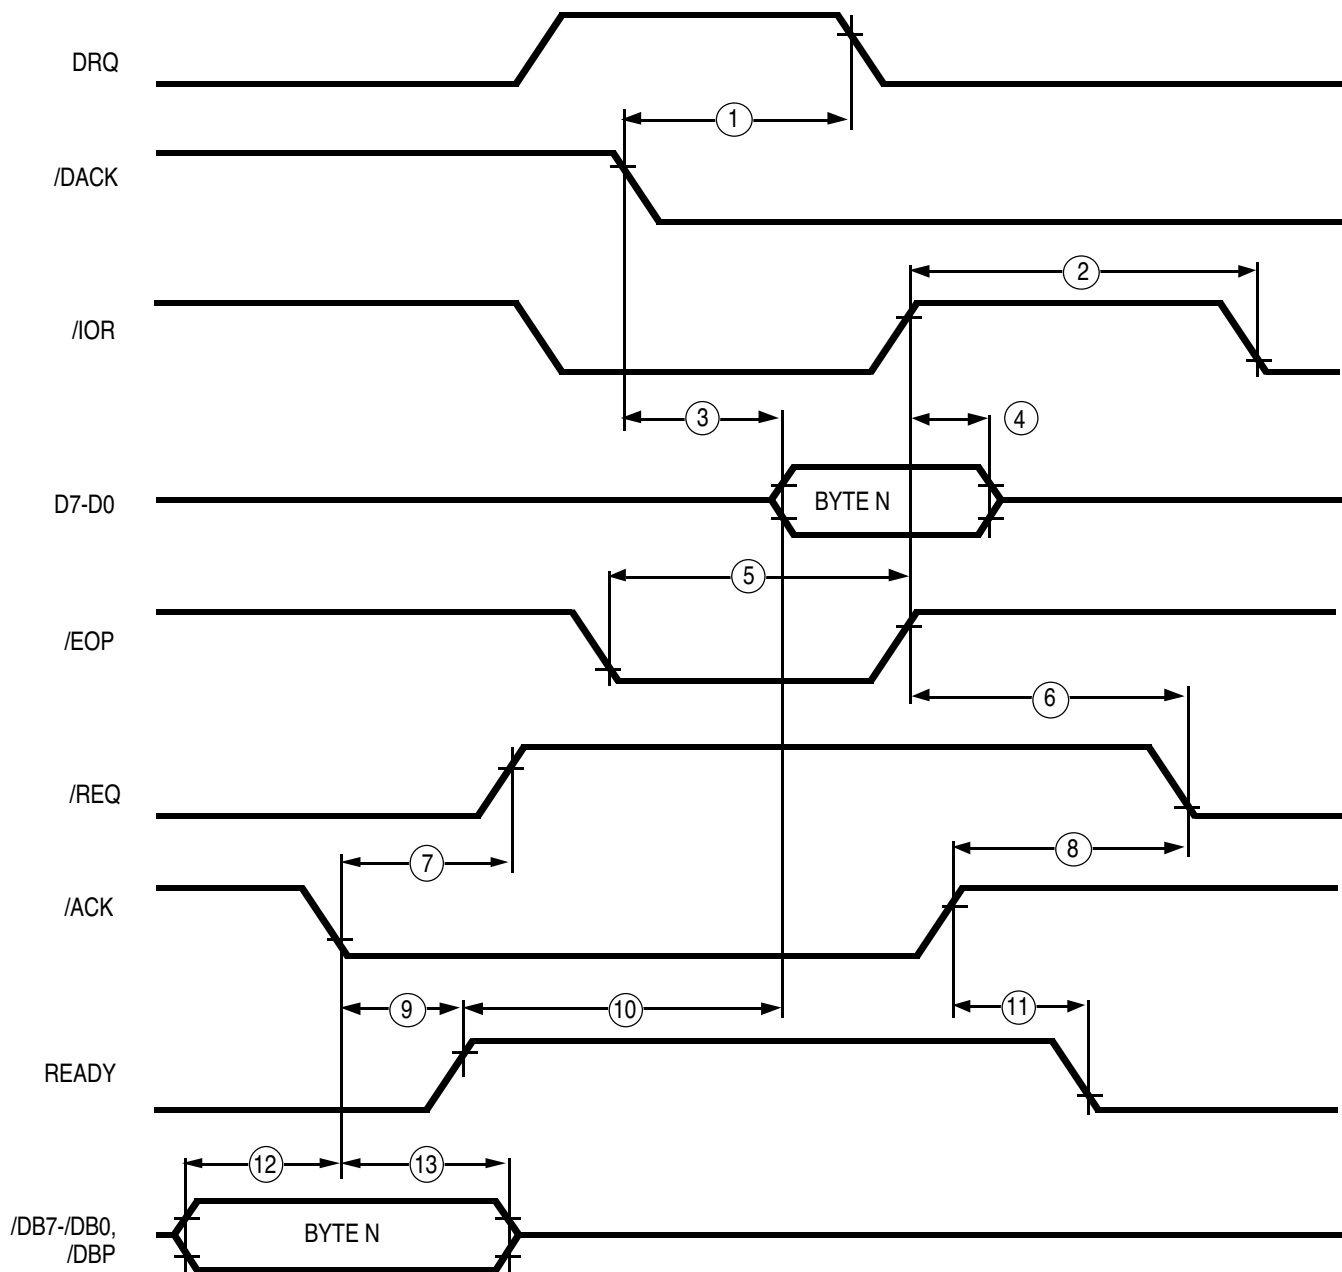 DRQ
1
/DACK
2
/IOR
3
4
D7-D0
BYTE N
5
/EOP
6
/REQ
7
8
/ACK
9
10
11
READY
12
13
/DB7-/DB0,
/DBP
BYTE N